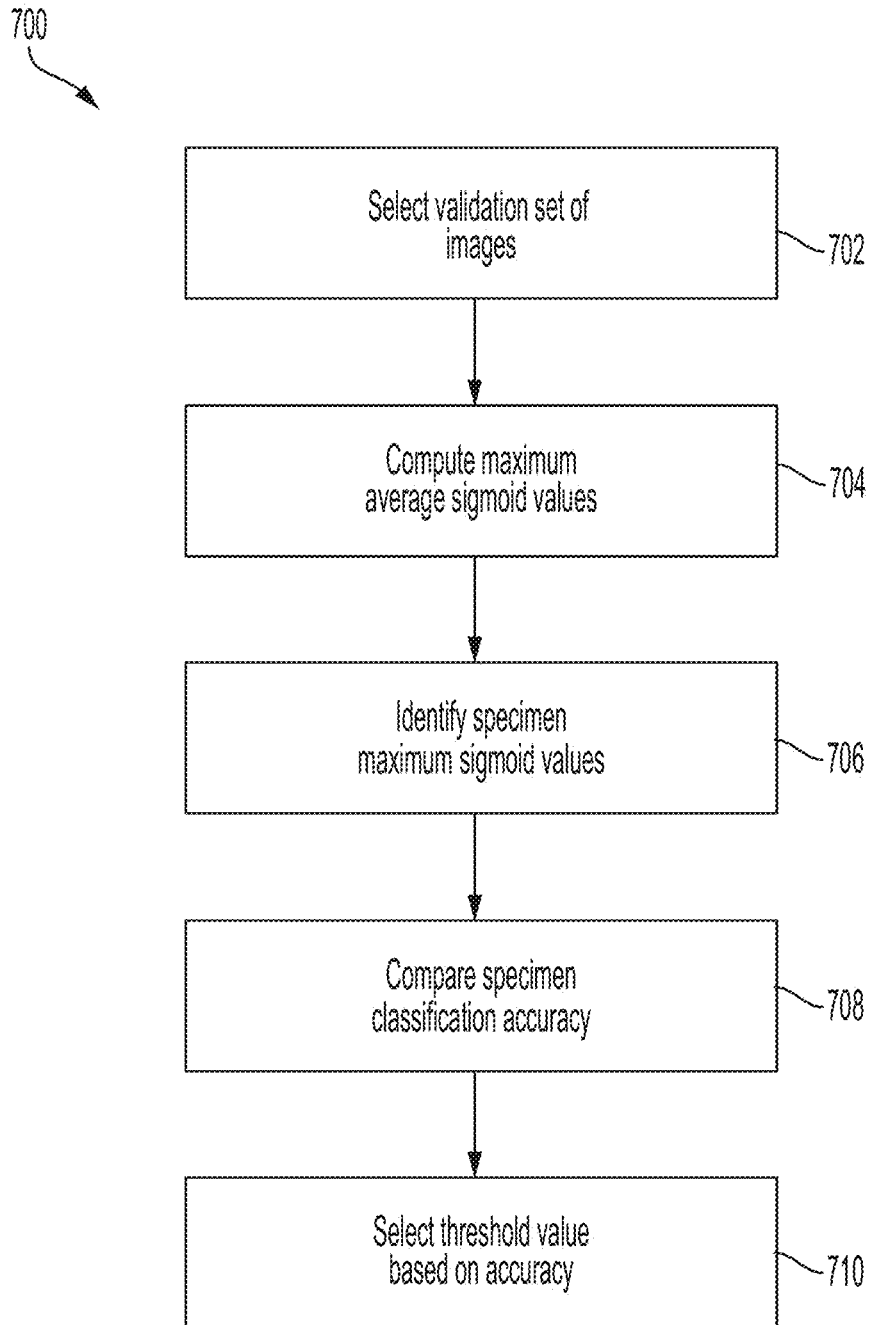 700
Select validation set of
images
702
Compute maximum
average sigmoid values
704
Identify specimen
maximum sigmoid values
706
Compare specimen
classification accuracy
708
Select threshold value
based on accuracy
710